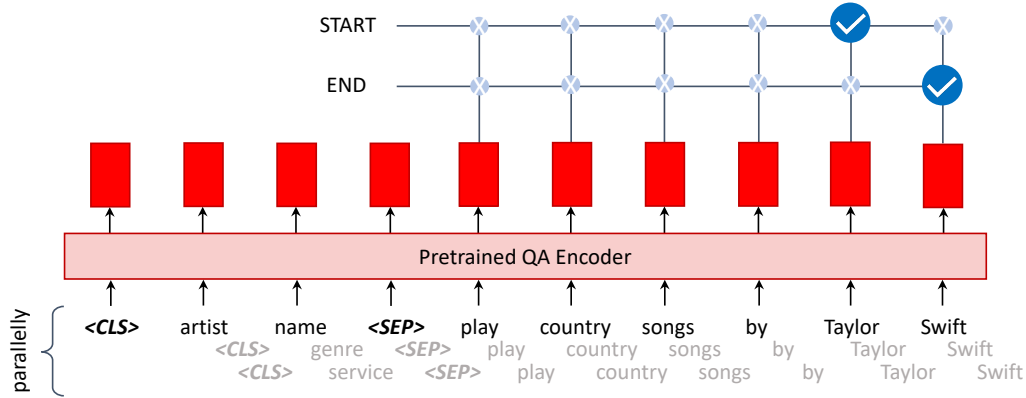 START
END
Pretrained QA Encoder
parallelly
<CLS> artist name <SEP> play country songs by Taylor Swift
<CLS> genre <SEP> play country songs by Taylor Swift
<CLS> service <SEP> play country songs by Taylor Swift